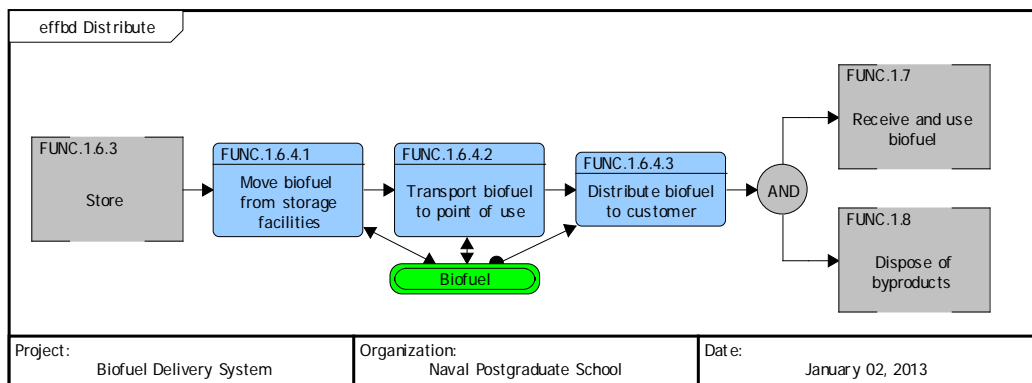 effbd Distribute
FUNC.1.6.3
Store
FUNC.1.6.4.1
Move biofuel
from storage
facilities
FUNC.1.6.4.2
Transport biofuel
to point of use
FUNC.1.6.4.3
Distribute biofuel
to customer
Biofuel
AND
FUNC.1.7
Receive and use
biofuel
FUNC.1.8
Dispose of
byproducts
Project:
Biofuel Delivery System
Organization:
Naval Postgraduate School
Date:
January 02, 2013